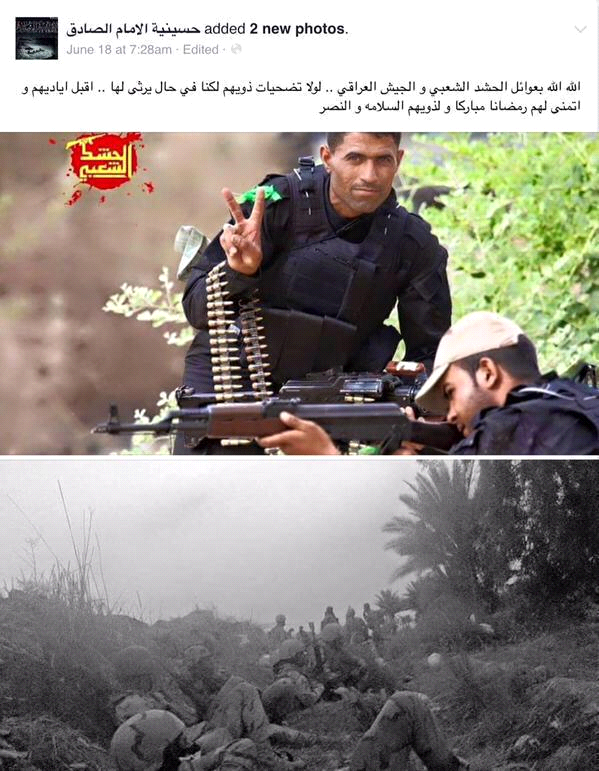 حسينية الامام الصادق added 2 new photos.
June 18 at 7:28am · Edited ·
الله الله بعوائل الحشد الشعبي و الجيش العراقي .. لولا تضحيات ذويهم لكنا في حال يرثى لها .. اقبل اياديهم و
اتمنى لهم رمضانا مباركا و لذويهم السلامه و النصر
الحشد
الشعبي